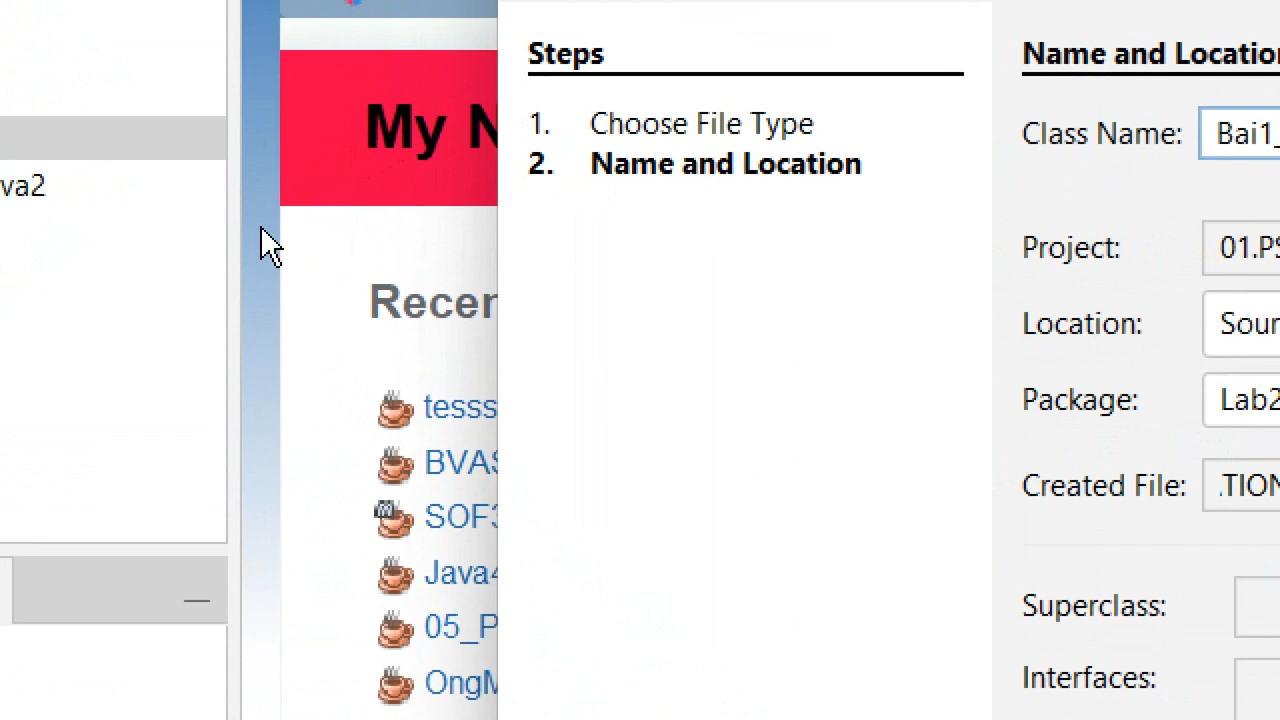 va2
My N
Recen
tesss
BVAS
SOF3
Java4
05_P
OngM
Steps
1. Choose File Type
2. Name and Location
Name and Location
Class Name: Bai1_
Project: 01.PS
Location: Sour
Package: Lab2
Created File: .TION
Superclass:
Interfaces: